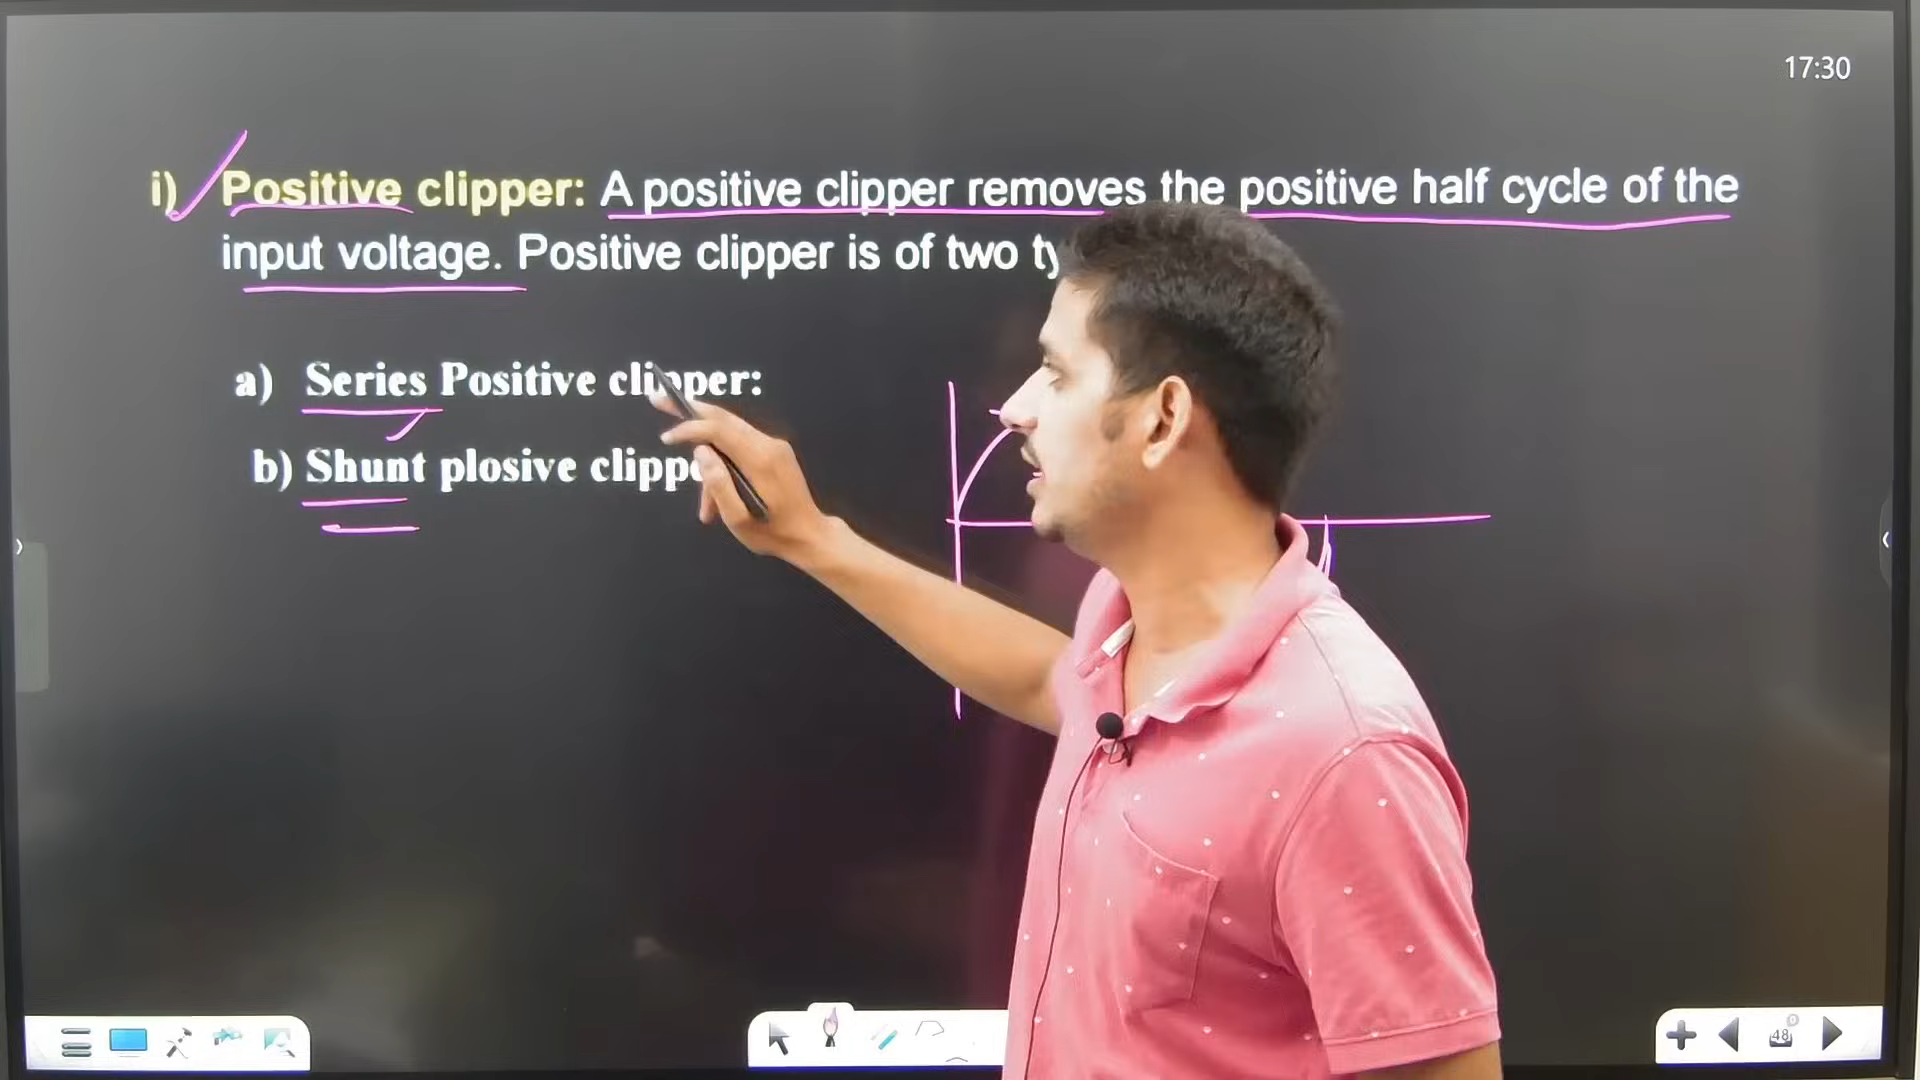 17:30
i) Positive clipper: A positive clipper removes the positive half cycle of the
input voltage. Positive clipper is of two
a) Series Positive clipper:
b) Shunt plosive
48